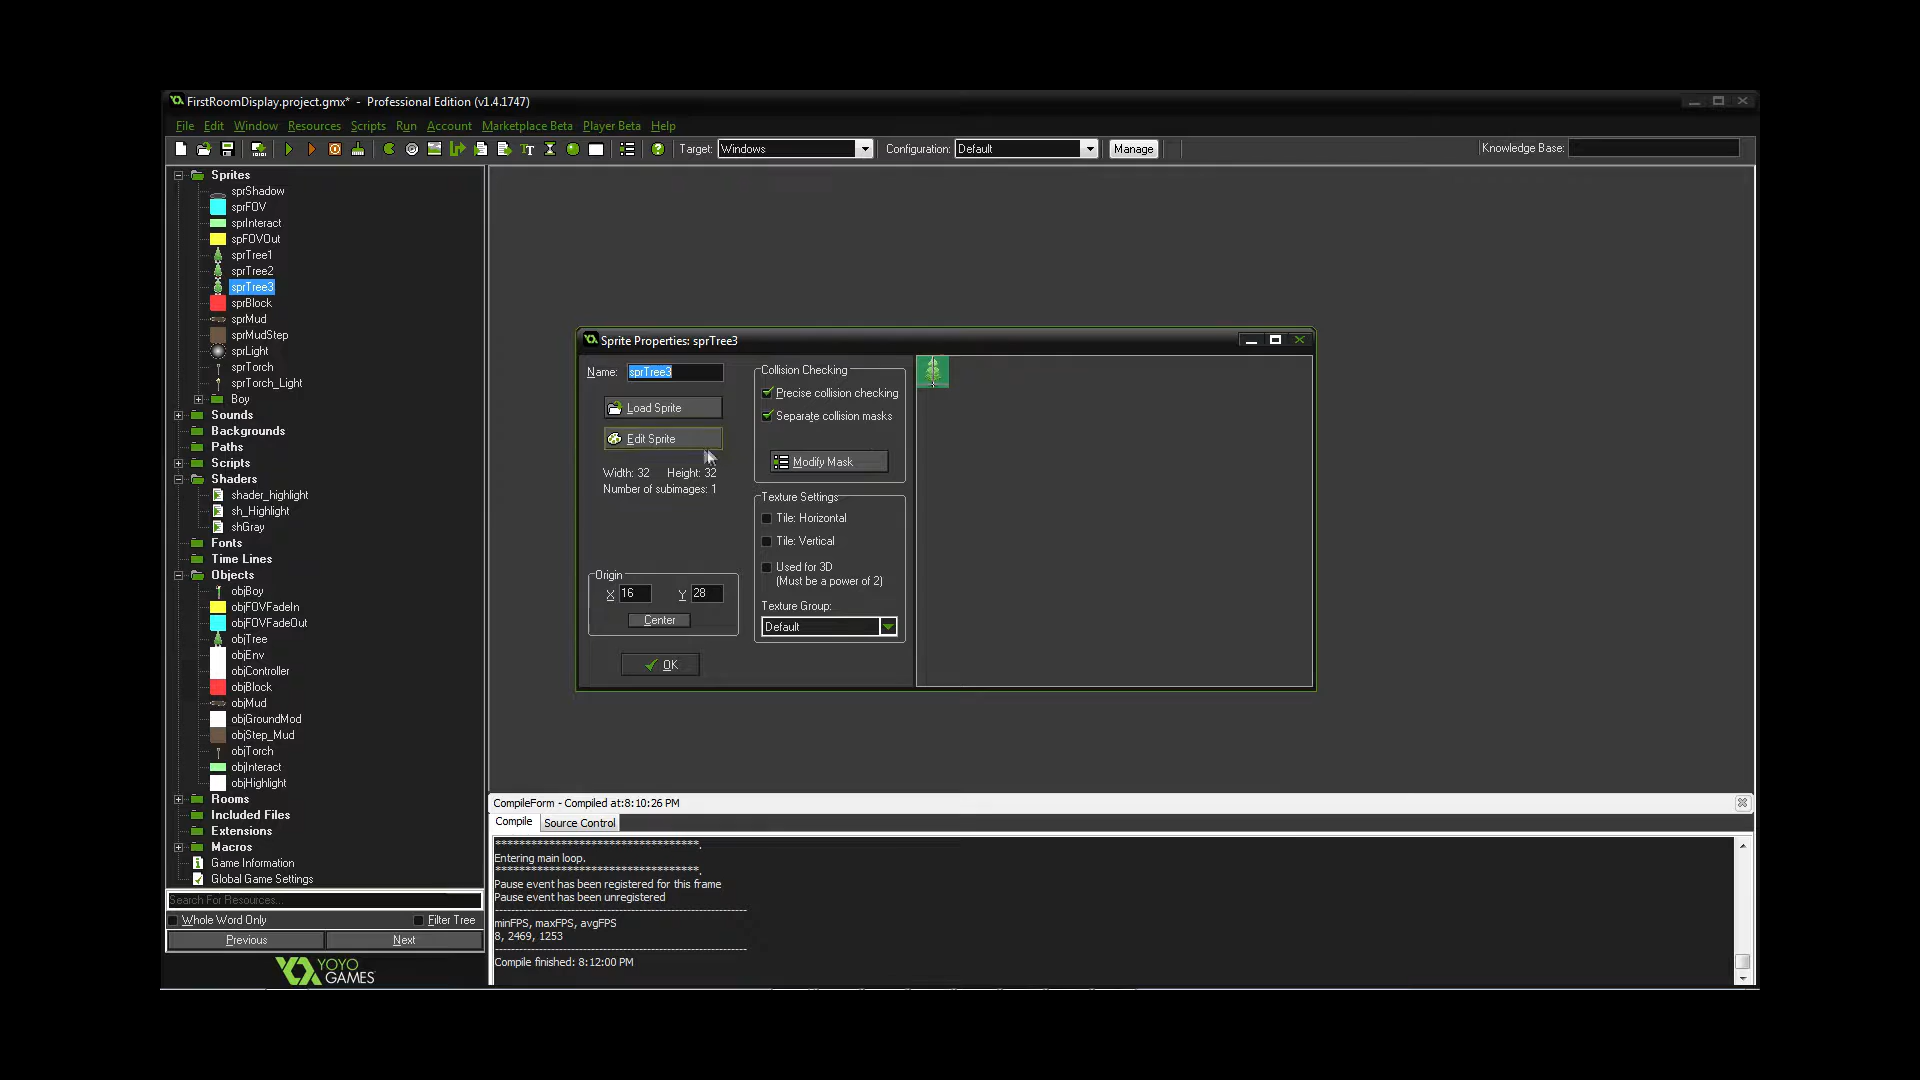 FirstRoomDisplay.project.gmx* - Professional Edition (v1.4.1747)
File Edit Window Resources Scripts Run Account Marketplace Beta Player Beta Help
Target: Windows Configuration: Default Manage Knowledge Base:
Sprites
sprShadow
sprFOV
sprInteract
spFOVOut
sprTree1
sprTree2
sprTree3
sprBlock
sprMud
sprMudStep
sprLight
sprTorch
sprTorch_Light
Boy
Sounds
Backgrounds
Paths
Scripts
Shaders
shader_highlight
sh_Highlight
shGray
Fonts
Time Lines
Objects
objBoy
objFOVFadeIn
objFOVFadeOut
objTree
objEnv
objController
objBlock
objMud
objGroundMod
objStep_Mud
objTorch
objInteract
objHighlight
Rooms
Included Files
Extensions
Macros
Game Information
Global Game Settings
Search For Resources...
Whole Word Only Filter Tree
Previous Next
YOYO
GAMES
Sprite Properties: sprTree3
Name: sprTree3
Load Sprite
Edit Sprite
Width: 32 Height: 32
Number of subimages: 1
Origin
X 16 Y 28
Center
OK
Collision Checking
Precise collision checking
Separate collision masks
Modify Mask
Texture Settings
Tile: Horizontal
Tile: Vertical
Used for 3D
(Must be a power of 2)
Texture Group:
Default
CompileForm - Compiled at:8:10:26 PM
Compile Source Control
**********************************.
Entering main loop.
**********************************.
Pause event has been registered for this frame
Pause event has been unregistered
minFPS, maxFPS, avgFPS
8, 2469, 1253
Compile finished: 8:12:00 PM